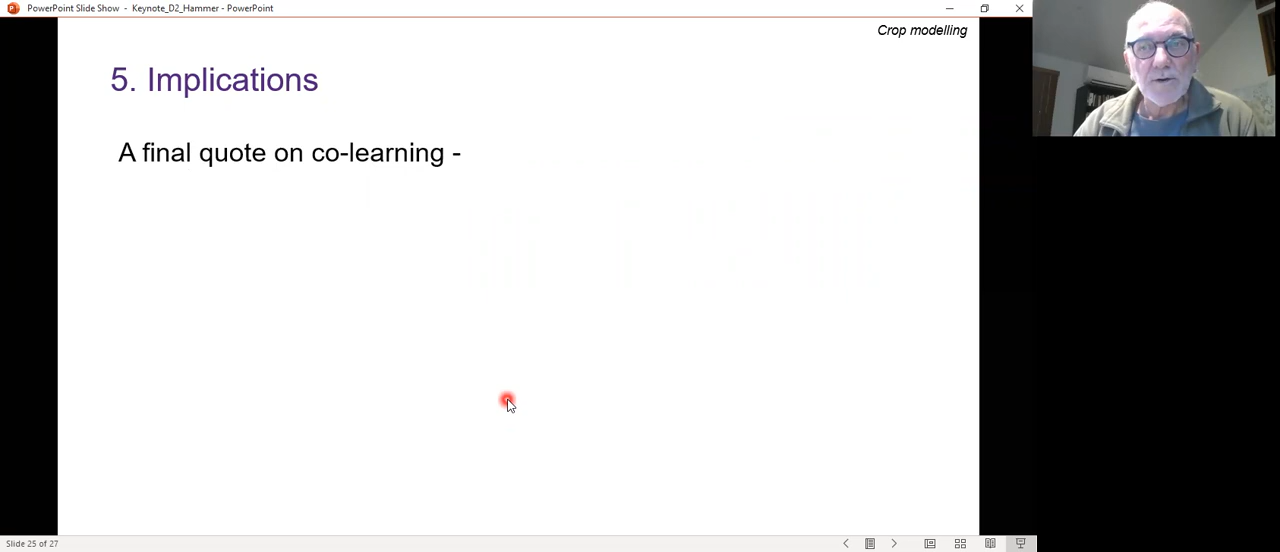 PowerPoint Slide Show - Keynote_D2_Hammer - PowerPoint
Crop modelling
5. Implications
A final quote on co-learning -
Slide 25 of 27